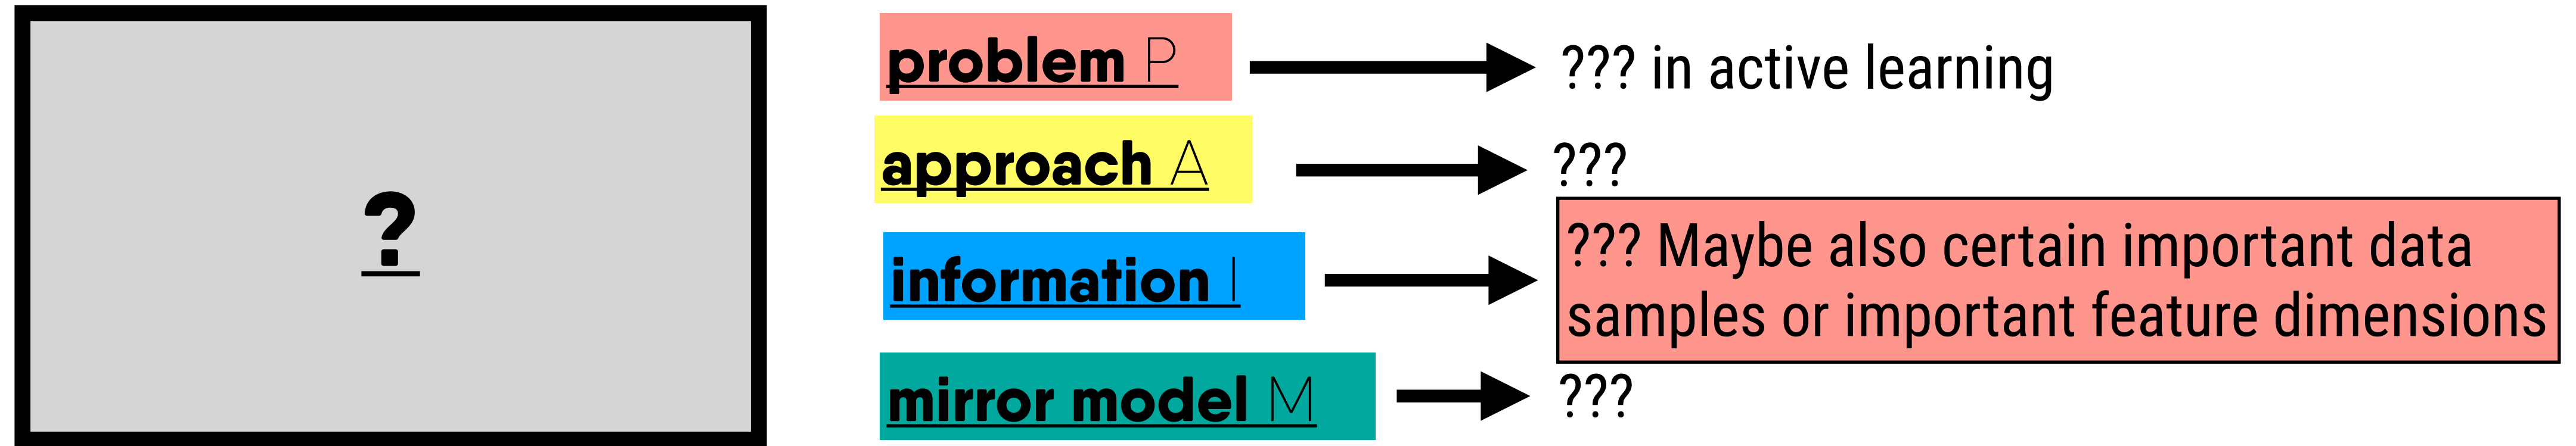 ?
problem P
??? in active learning
approach A
???
information I
??? Maybe also certain important data
samples or important feature dimensions
mirror model M
???